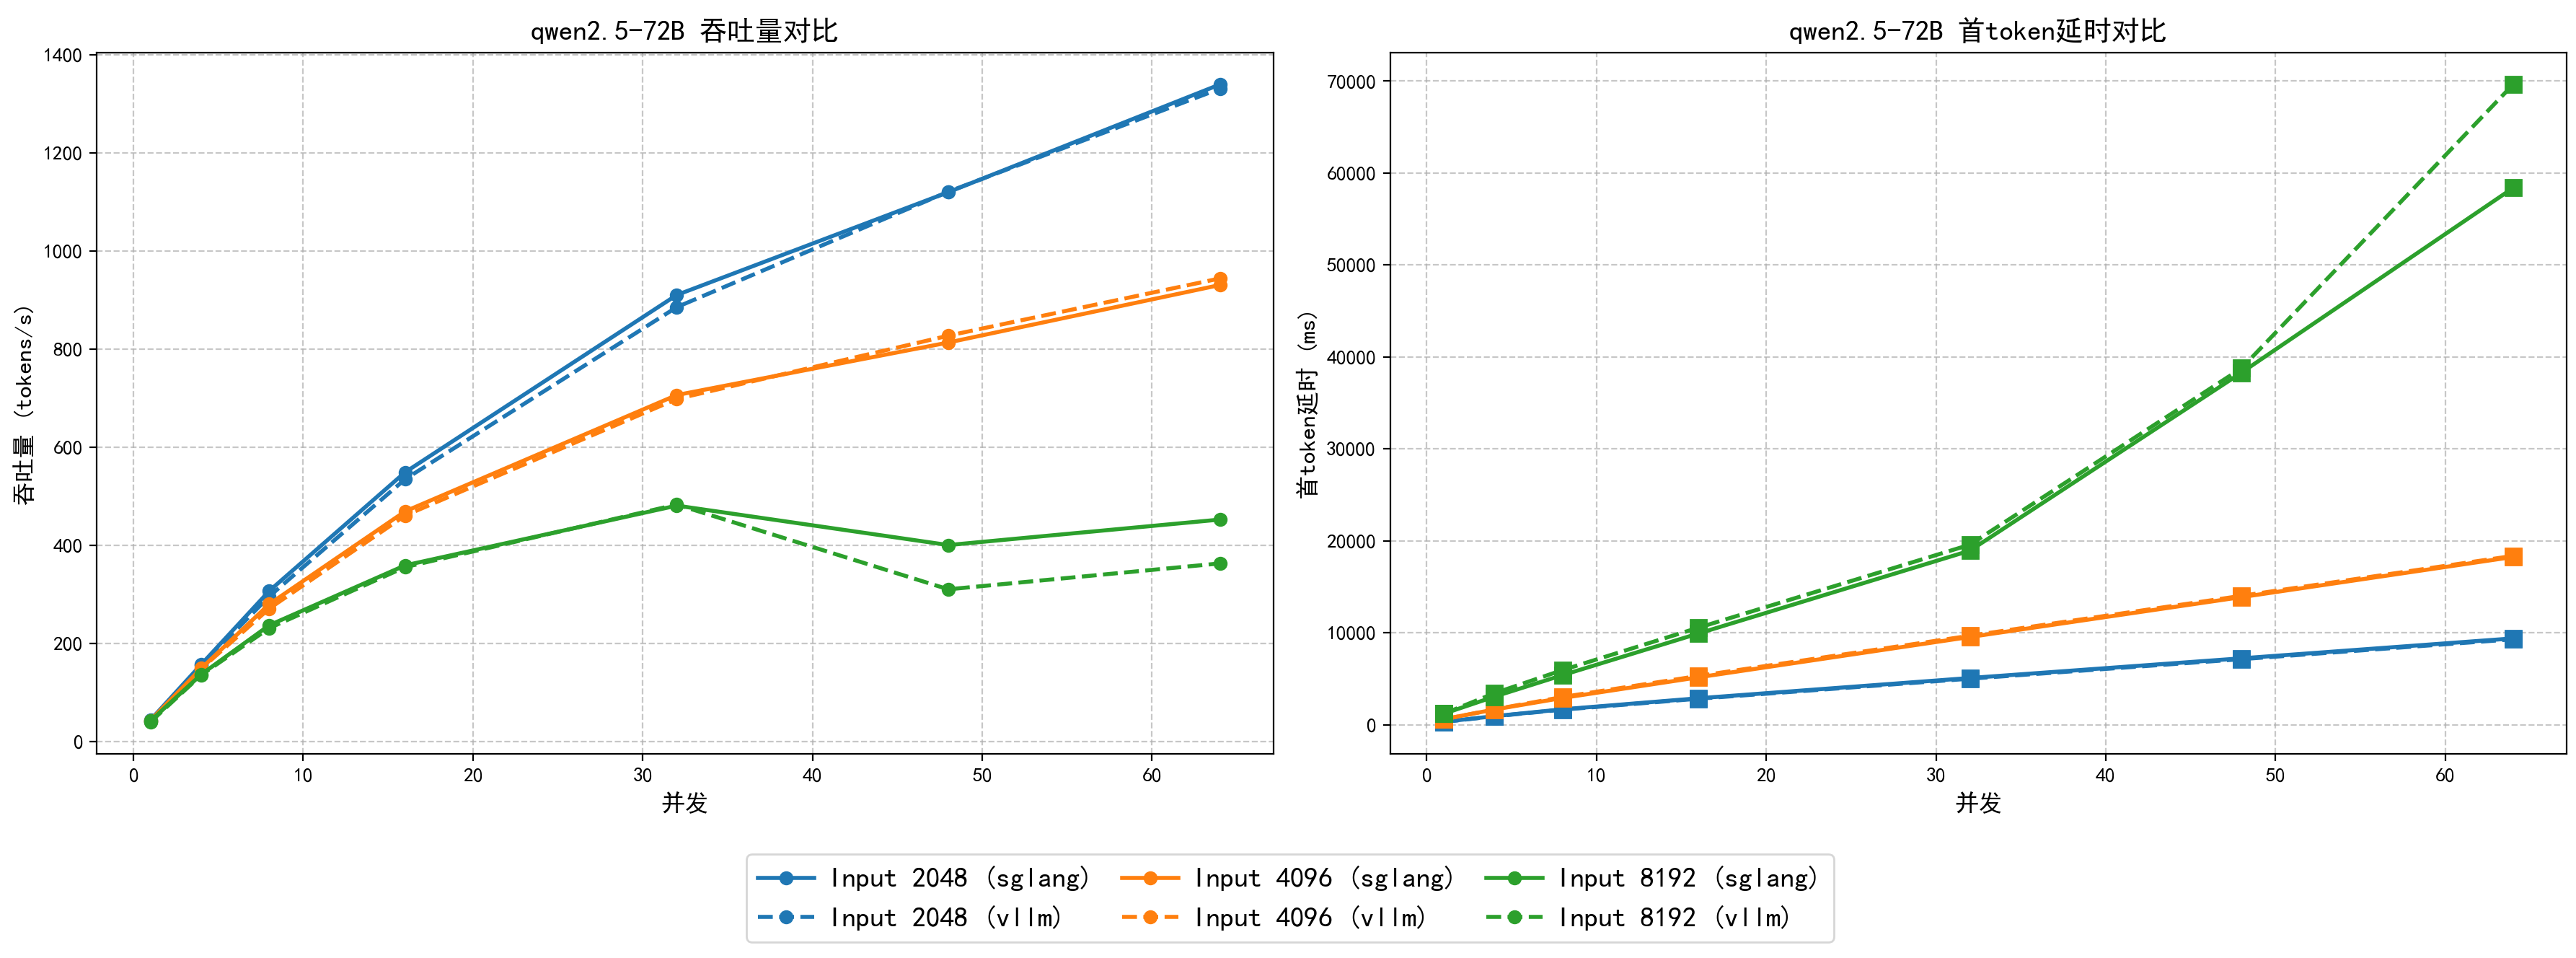 qwen2.5-72B 吞吐量对比
吞吐量 (tokens/s)
1400
1200
1000
800
600
400
200
0
0 10 20 30 40 50 60
并发
qwen2.5-72B 首token延时对比
首token延时 (ms)
70000
60000
50000
40000
30000
20000
10000
0
0 10 20 30 40 50 60
并发
Input 2048 (sglang) Input 4096 (sglang) Input 8192 (sglang)
Input 2048 (vllm) Input 4096 (vllm) Input 8192 (vllm)